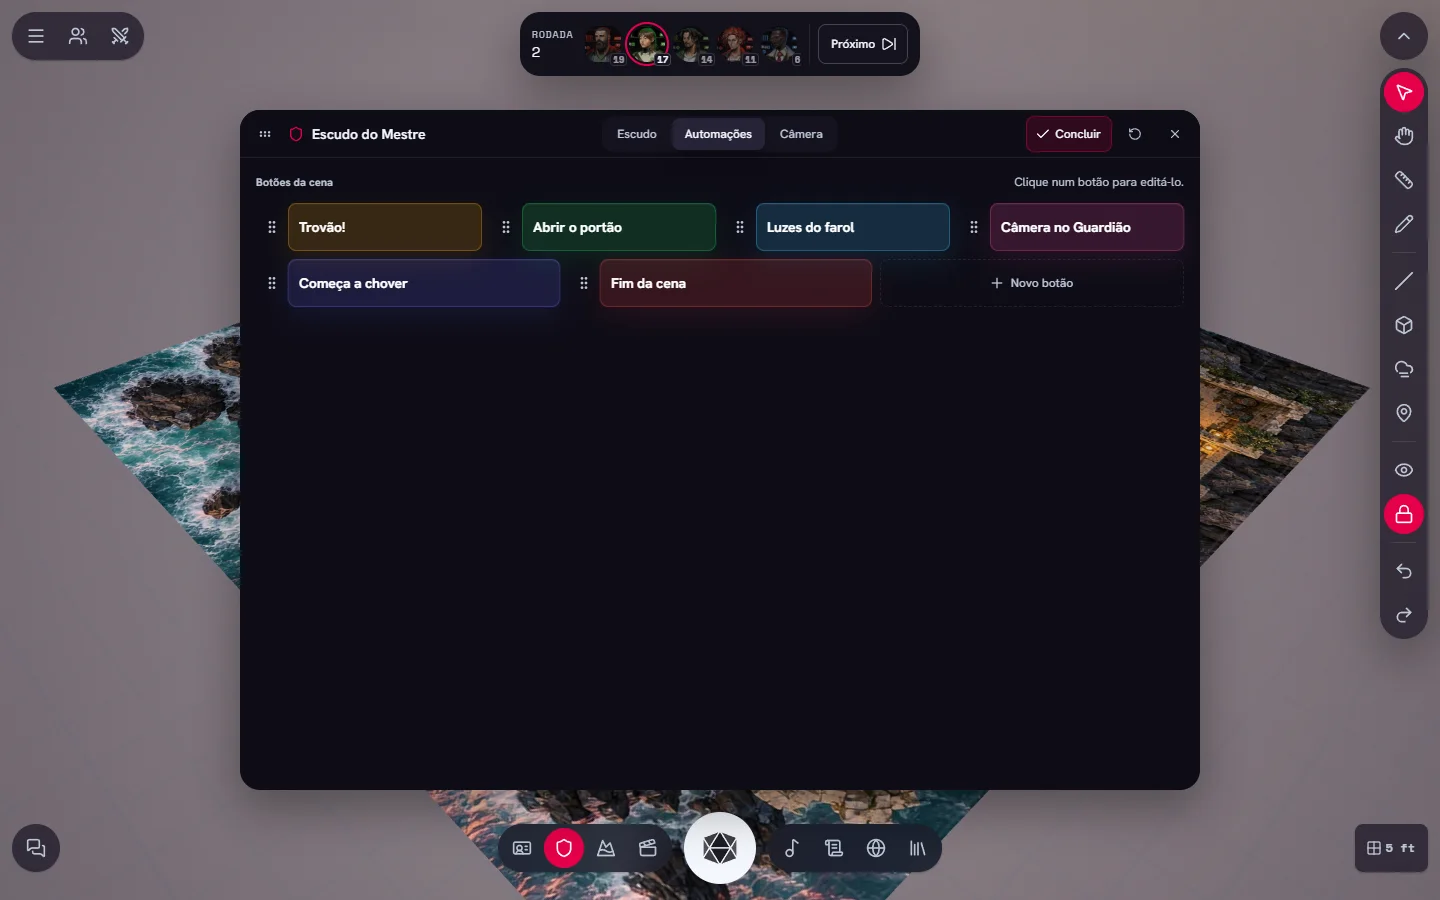 RODADA
2
19
17
14
11
6
Próximo
Escudo do Mestre
Escudo
Automações
Câmera
Concluir
Botões da cena
Clique num botão para editá-lo.
Trovão!
Abrir o portão
Luzes do farol
Câmera no Guardião
Começa a chover
Fim da cena
Novo botão
5 ft